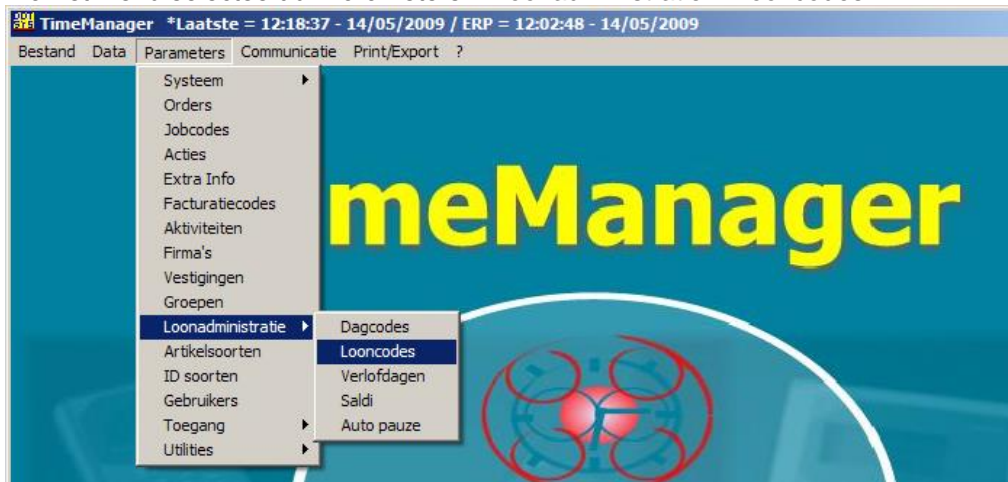 TimeManager *Laatste = 12:18:37 - 14/05/2009 / ERP = 12:02:48 - 14/05/2009
Bestand Data Parameters Communicatie Print/Export ?
Systeem
Orders
Jobcodes
Acties
Extra Info
Facturatiecodes
Aktiviteiten
Firma's
Vestigingen
Groepen
Loonadministratie
Artikelsoorten
ID soorten
Gebruikers
Toegang
Utilities
Dagcodes
Looncodes
Verlofdagen
Saldi
Auto pauze
meManager